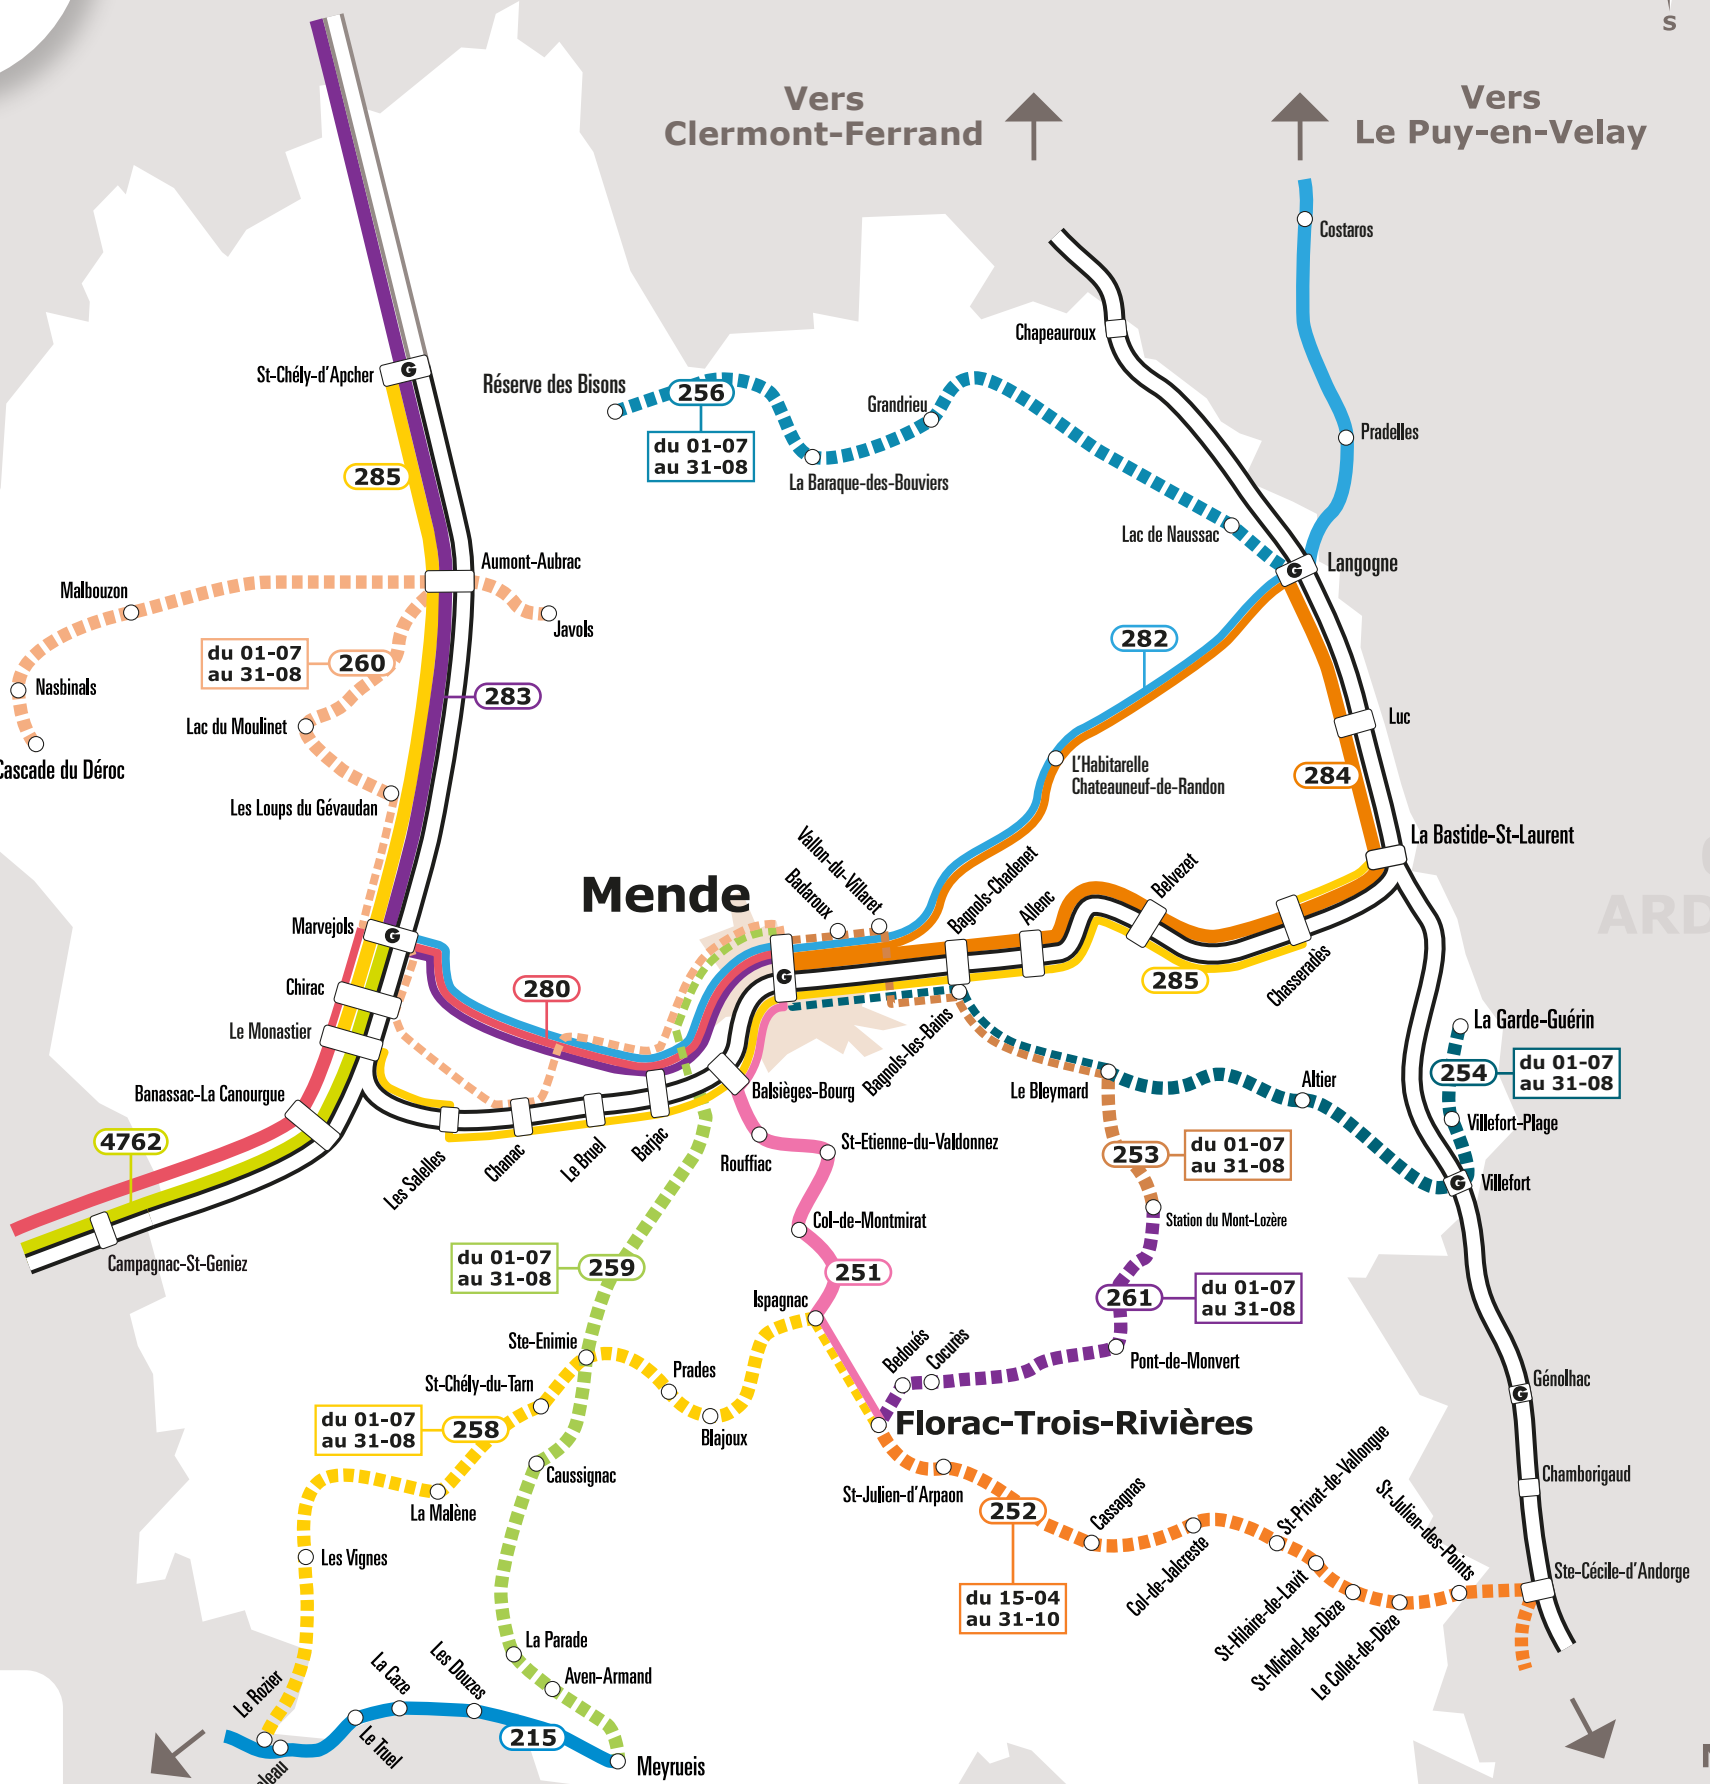 S
Vers
Clermont-Ferrand
Vers
Le Puy-en-Velay
Costaros
Chapeauroux
St-Chély-d'Apcher
G
Réserve des Bisons
256
du 01-07
au 31-08
Grandrieu
La Baraque-des-Bouviers
Pradelles
285
Lac de Naussac
G
Langogne
Aumont-Aubrac
Malbouzon
Javols
du 01-07
au 31-08
260
282
Nasbinals
283
Lac du Moulinet
Luc
Cascade du Déroc
L'Habitarelle
Chateauneuf-de-Randon
284
Les Loups du Gévaudan
La Bastide-St-Laurent
Mende
Vallon-du-Villaret
Badaroux
Bagnols-Chadenet
Allenc
Belvezet
ARD
Marvejols
G
G
285
Chasseradès
Chirac
280
Le Monastier
Bagnols-les-Bains
La Garde-Guérin
254
du 01-07
au 31-08
Banassac-La Canourgue
Balsièges-Bourg
Le Bleymard
Altier
Villefort-Plage
4762
Les Salelles
Chanac
Le Bruel
Barjac
Rouffiac
St-Etienne-du-Valdonnez
253
du 01-07
au 31-08
G
Villefort
Col-de-Montmirat
Station du Mont-Lozère
Campagnac-St-Geniez
du 01-07
au 31-08
259
251
261
du 01-07
au 31-08
Ispagnac
Ste-Enimie
Prades
Bedoués
Cocurès
Pont-de-Monvert
St-Chély-du-Tarn
G
Génolhac
du 01-07
au 31-08
258
Blajoux
Florac-Trois-Rivières
Caussignac
La Malène
St-Julien-d'Arpaon
252
Cassagnas
Col-de-Jalcreste
St-Privat-de-Vallongue
St-Julien-des-Points
Chamborigaud
Les Vignes
du 15-04
au 31-10
St-Hilaire-de-Lavit
St-Michel-de-Dèze
Le Collet-de-Dèze
Ste-Cécile-d'Andorge
La Parade
Aven-Armand
Le Rozier
La Caze
Les Douzes
Le Truel
215
Meyrueis